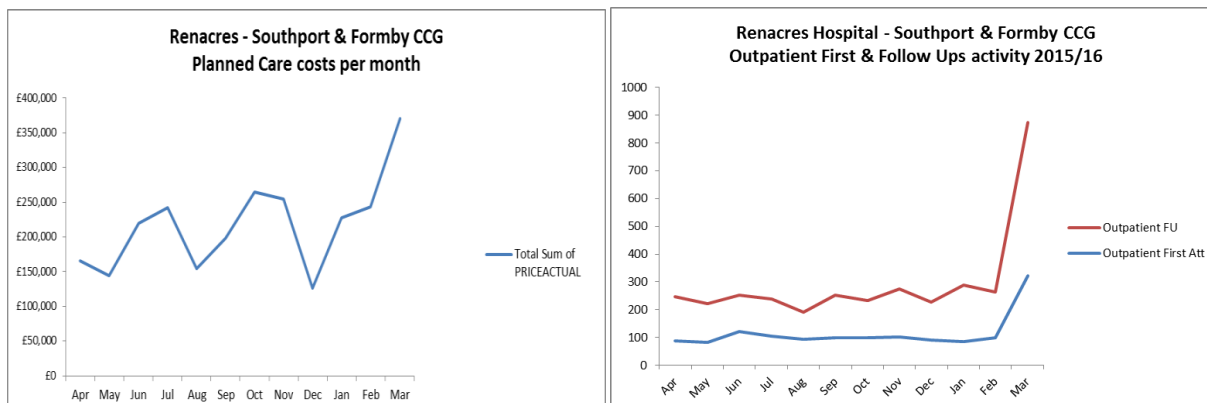 Renacres - Southport & Formby CCG
Planned Care costs per month
£400,000
£350,000
£300,000
£250,000
£200,000
£150,000
£100,000
£50,000
£0
Apr May Jun Jul Aug Sep Oct Nov Dec Jan Feb Mar
Total Sum of
PRICEACTUAL
Renacres Hospital - Southport & Formby CCG
Outpatient First & Follow Ups activity 2015/16
1000
900
800
700
600
500
400
300
200
100
0
Apr May Jun Jul Aug Sep Oct Nov Dec Jan Feb Mar
Outpatient FU
Outpatient First Att